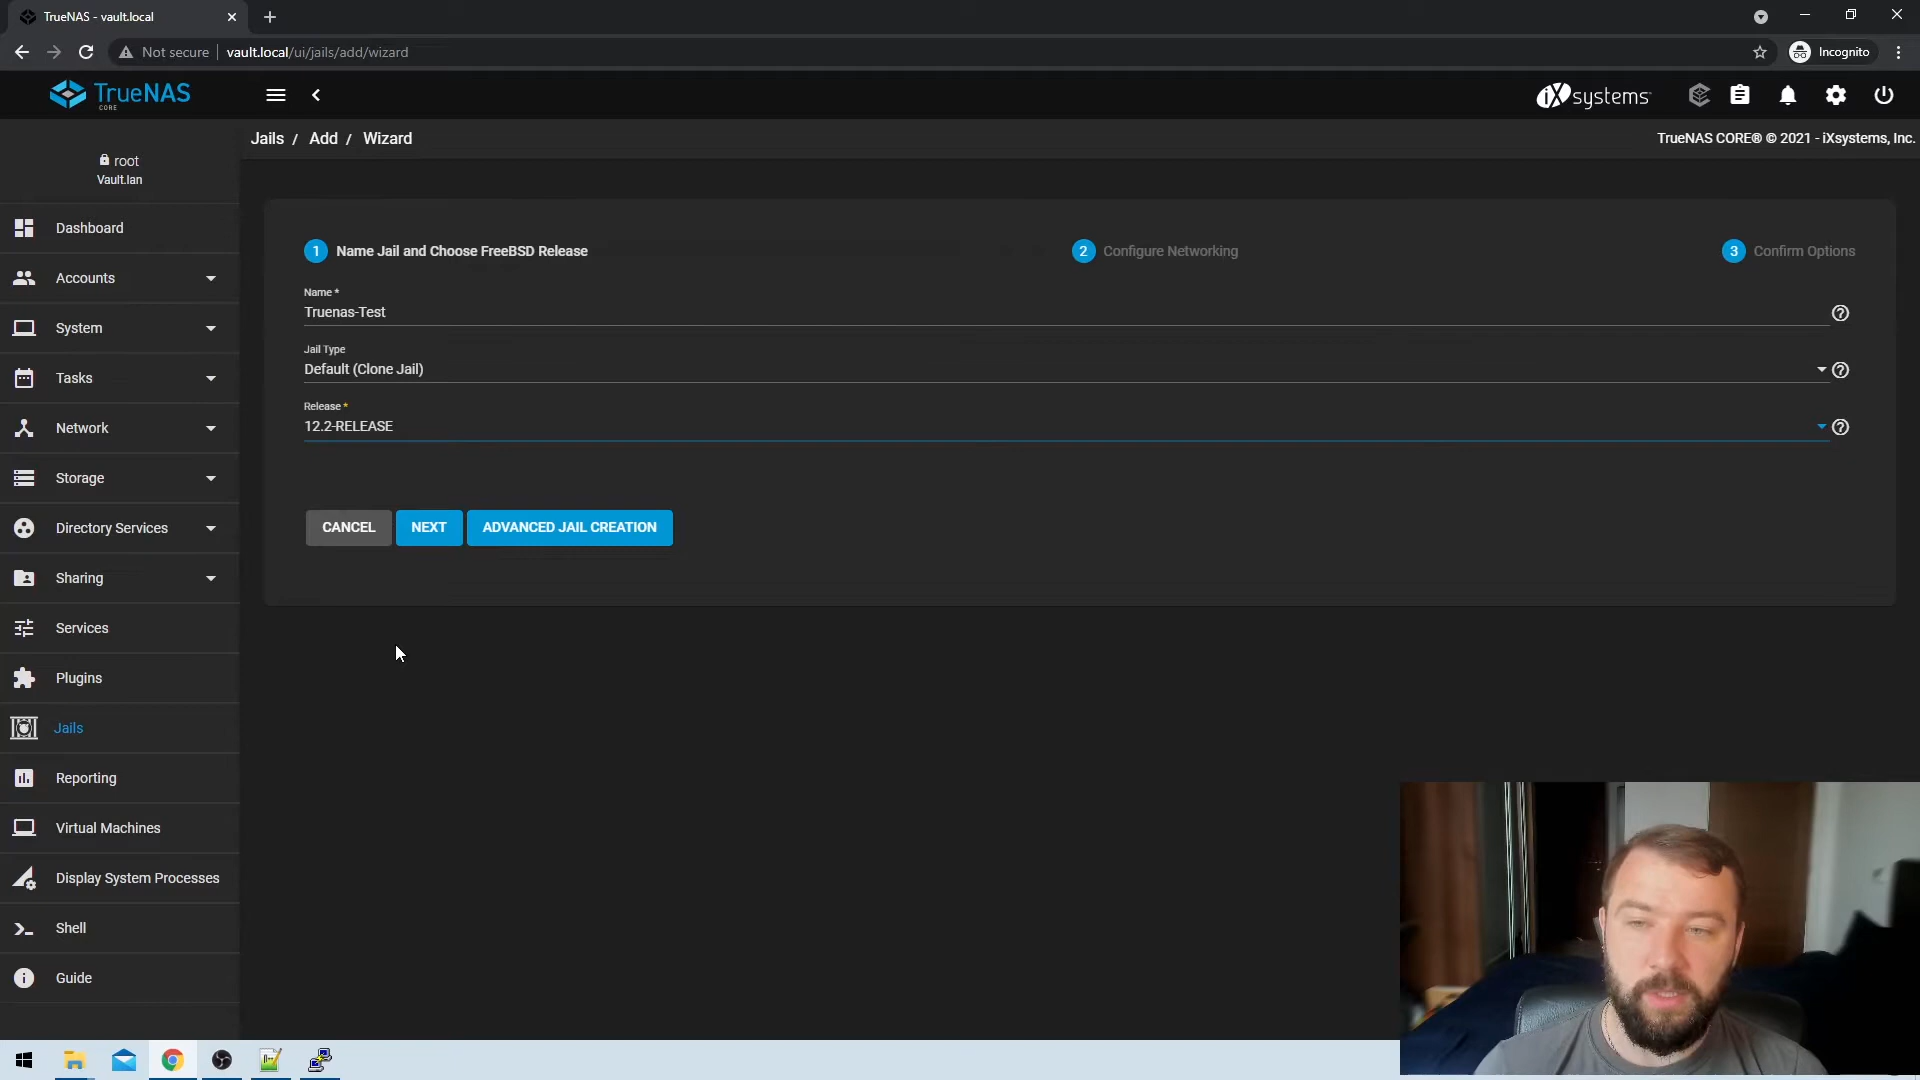 TrueNAS - vault.local
Not secure
vault.local/ui/jails/add/wizard
Incognito
TrueNAS
CORE
iXsystems
Jails / Add / Wizard
TrueNAS CORE® © 2021 - iXsystems, Inc.
root
Vault.lan
Dashboard
Accounts
System
Tasks
Network
Storage
Directory Services
Sharing
Services
Plugins
Jails
Reporting
Virtual Machines
Display System Processes
Shell
Guide
1 Name Jail and Choose FreeBSD Release
2 Configure Networking
3 Confirm Options
Name *
Truenas-Test
Jail Type
Default (Clone Jail)
Release *
12.2-RELEASE
CANCEL
NEXT
ADVANCED JAIL CREATION